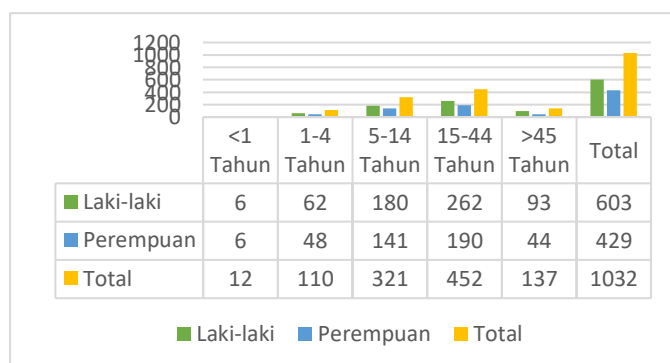 1200
1000
800
600
400
200
0
<1 Tahun 1-4 Tahun 5-14 Tahun 15-44 Tahun >45 Tahun Total
Laki-laki 6 62 180 262 93 603
Perempuan 6 48 141 190 44 429
Total 12 110 321 452 137 1032
Laki-laki Perempuan Total